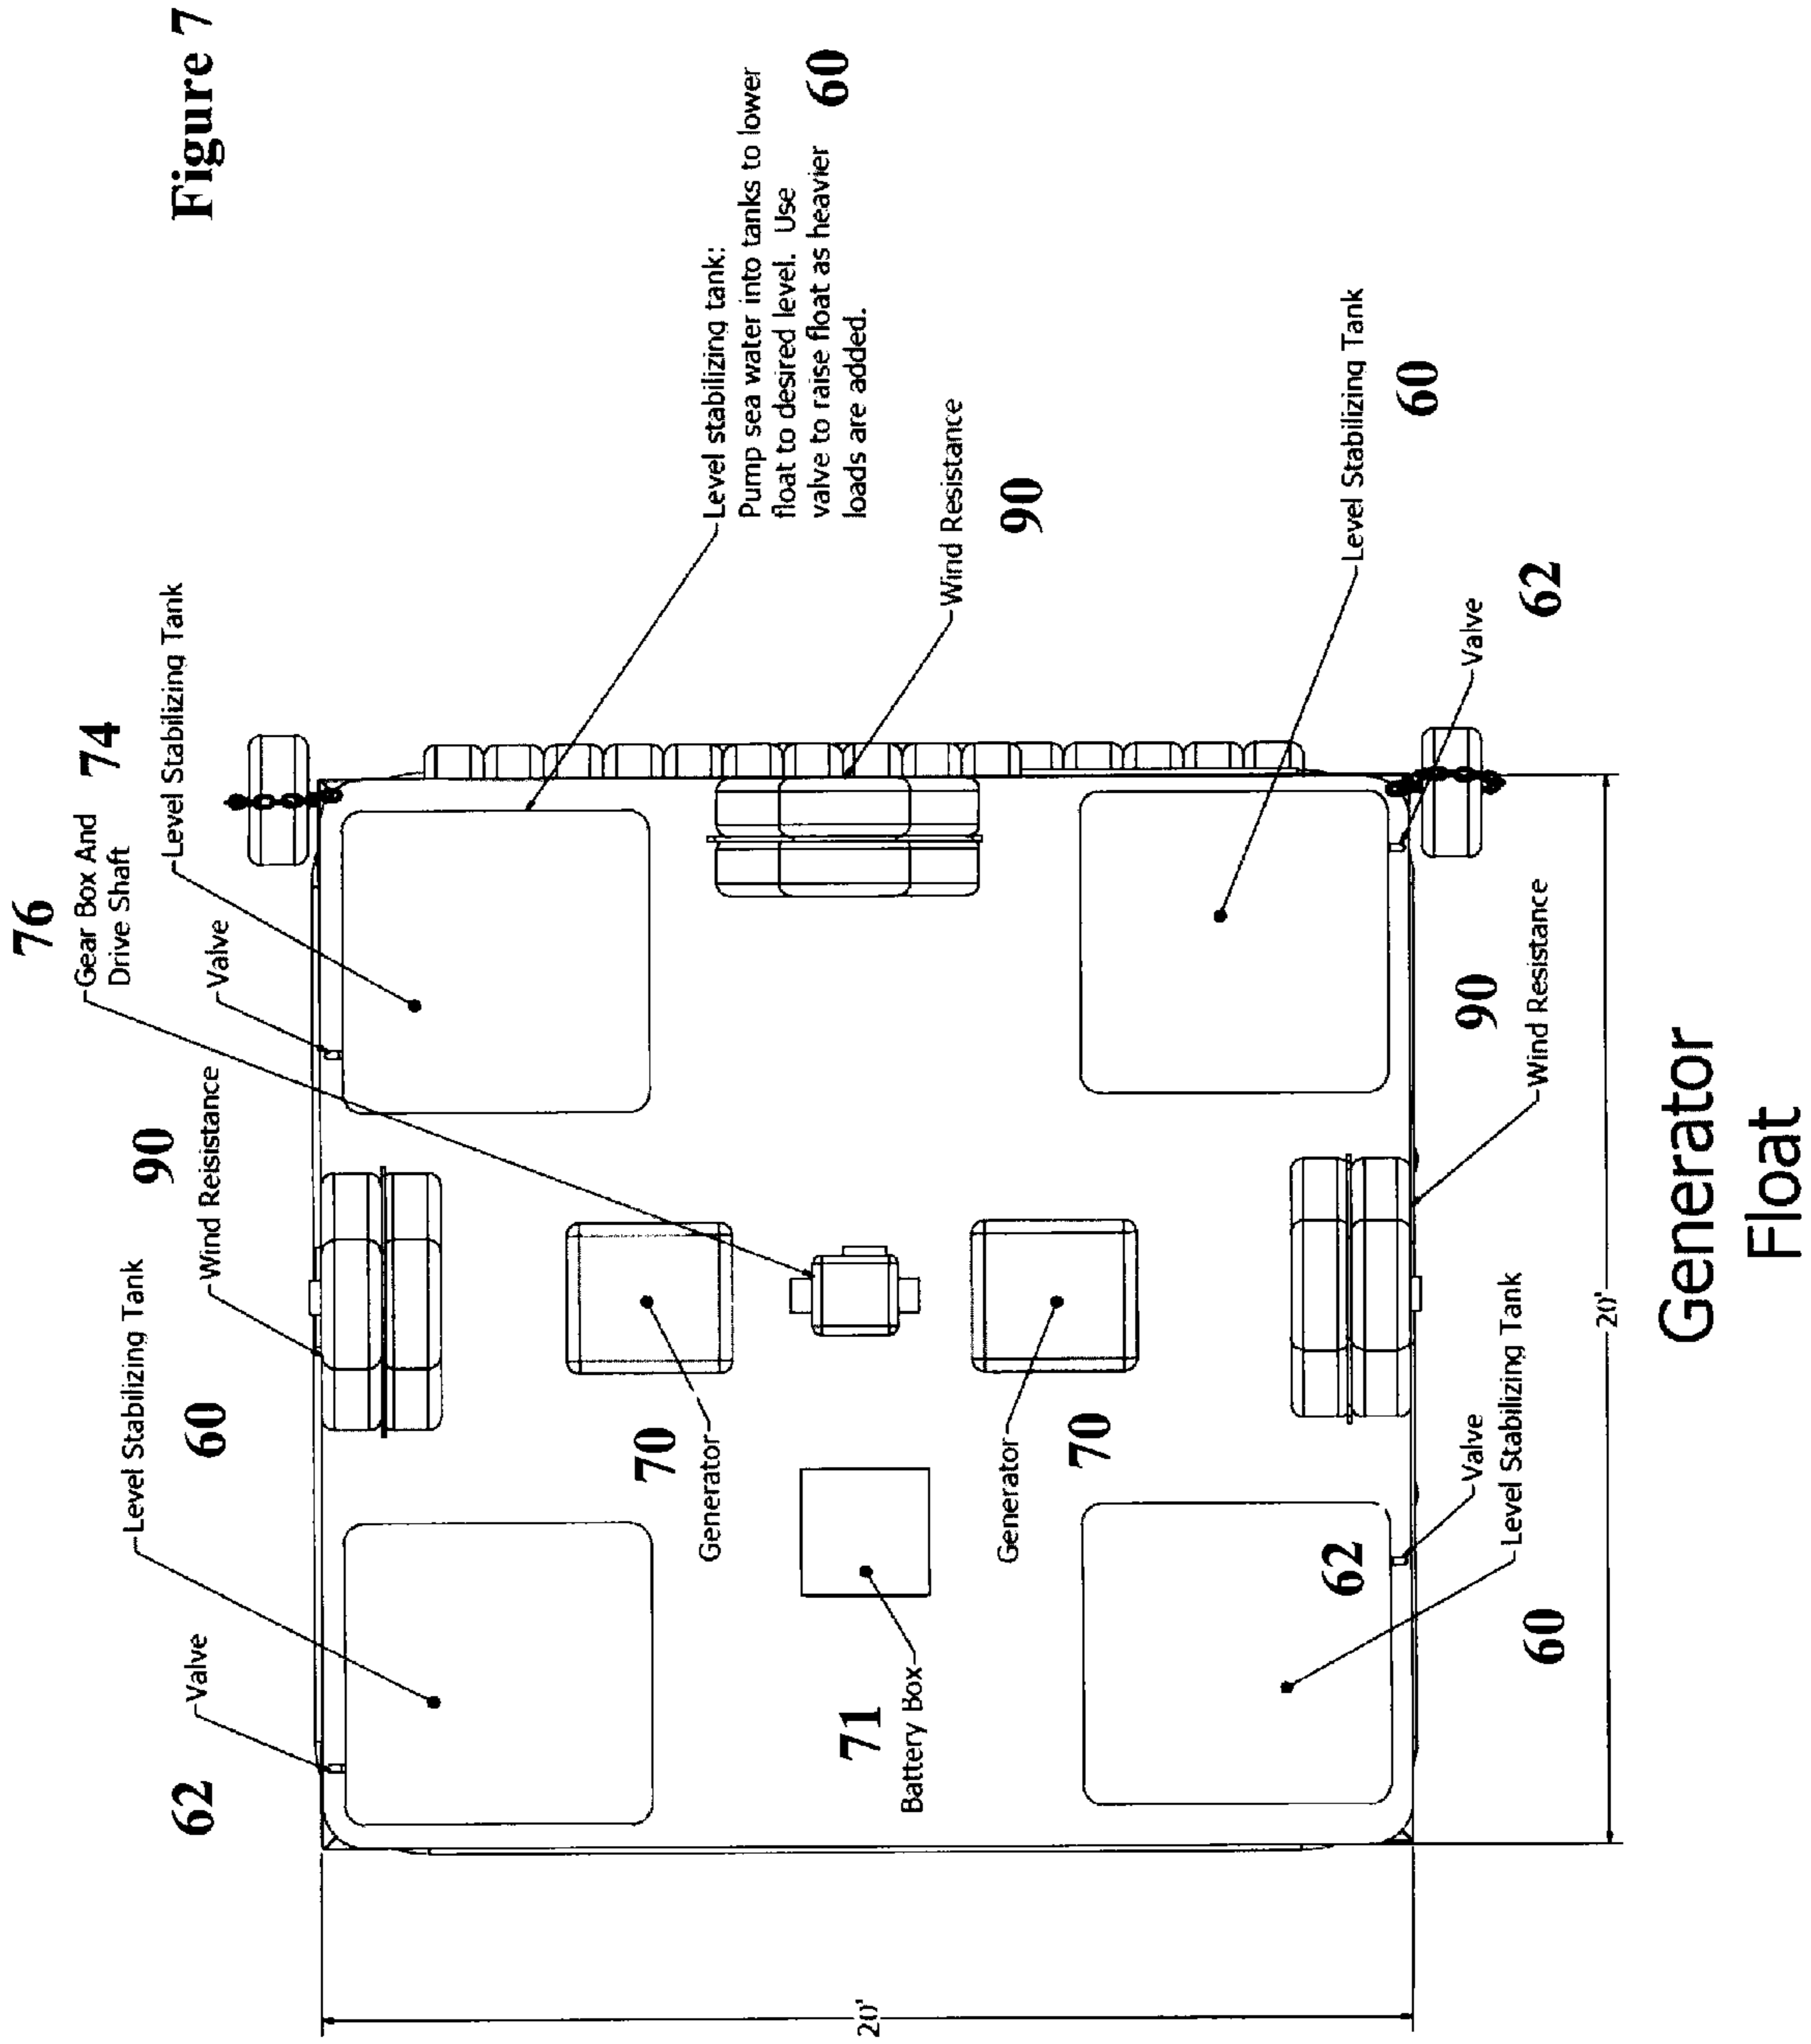 Figure 7
76
Gear Box And
Drive Shaft
74
Level Stabilizing Tank
Level Stabilizing Tank
90
62
Valve
60
Wind Reisistance
Valve
70
Generator
Level stabilizing tank:
Pump sea water into tanks to lower
float to desired level. Use
valve to raise float as heavier
loads are added.
60
71
Battery Box
20'
Wind Resistance
90
Generator
70
62
Level Stabilizing Tank
60
Valve
90
Valve
62
Level Stabilizing Tank
60
Wind Resistance
20'
Generator
Float